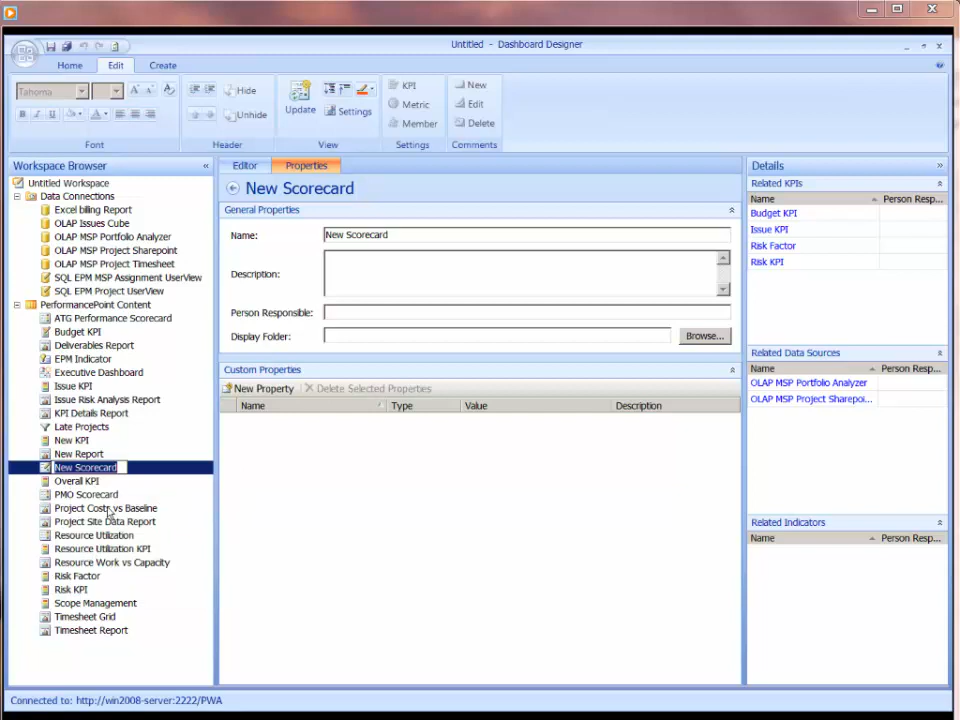 Untitled - Dashboard Designer
Home Edit Create
Tahoma
Hide
Unhide
Update
Settings
KPI
Metric
Member
New
Edit
Delete
Font Header View Settings Comments
Workspace Browser
Untitled Workspace
Data Connections
Excel billing Report
OLAP Issues Cube
OLAP MSP Portfolio Analyzer
OLAP MSP Project Sharepoint
OLAP MSP Project Timesheet
SQL EPM MSP Assignment UserView
SQL EPM Project UserView
PerformancePoint Content
ATG Performance Scorecard
Budget KPI
Deliverables Report
EPM Indicator
Executive Dashboard
Issue KPI
Issue Risk Analysis Report
KPI Details Report
Late Projects
New KPI
New Report
New Scorecard
Overall KPI
PMO Scorecard
Project Costs vs Baseline
Project Site Data Report
Resource Utilization
Resource Utilization KPI
Resource Work vs Capacity
Risk Factor
Risk KPI
Scope Management
Timesheet Grid
Timesheet Report
Editor Properties
New Scorecard
General Properties
Name: New Scorecard
Description:
Person Responsible:
Display Folder: Browse...
Custom Properties
New Property Delete Selected Properties
Name Type Value Description
Details
Related KPIs
Name Person Resp...
Budget KPI
Issue KPI
Risk Factor
Risk KPI
Related Data Sources
Name Person Resp...
OLAP MSP Portfolio Analyzer
OLAP MSP Project Sharepoi...
Related Indicators
Name Person Resp...
Connected to: http://win2008-server:2222/PWA